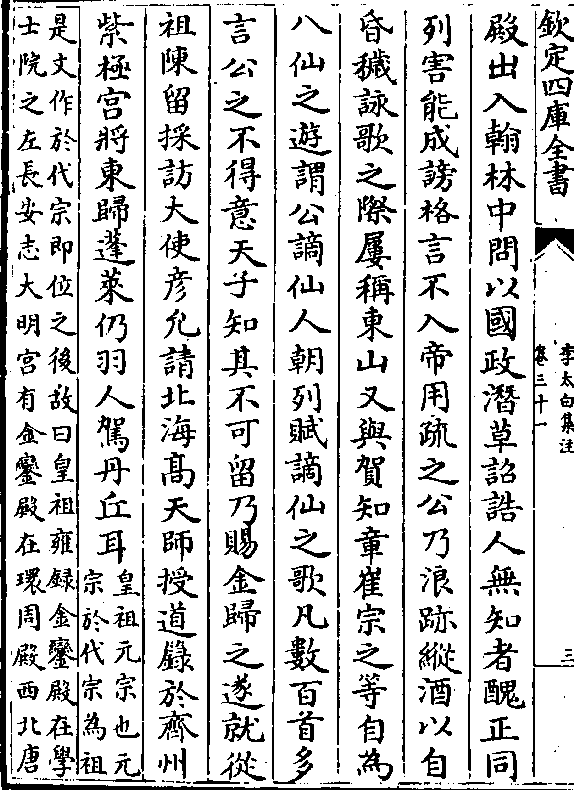 欽定四庫全書
李太白集注
卷三十一
三
殿出入翰林中問以國政潛草詔誥人無知者醜正同
列害能成謗格言不入帝用疏之公乃浪跡縱酒以自
昏穢詠歌之際屢稱東山又與賀知章崔宗之等自為
八仙之遊謂公謫仙人朝列賦謫仙之歌凡數百首多
言公之不得意天子知其不可留乃賜金歸之遂就從
祖陳留採訪大使彥允請北海高天師授道籙於齊州
紫極宮將東歸蓬萊仍羽人駕丹丘耳
皇祖元宗也元
宗於代宗為祖
是文作於代宗即位之後故曰皇祖雍錄金鑾殿在學
士院之左長安志大明宮有金鑾殿在環周殿西北唐